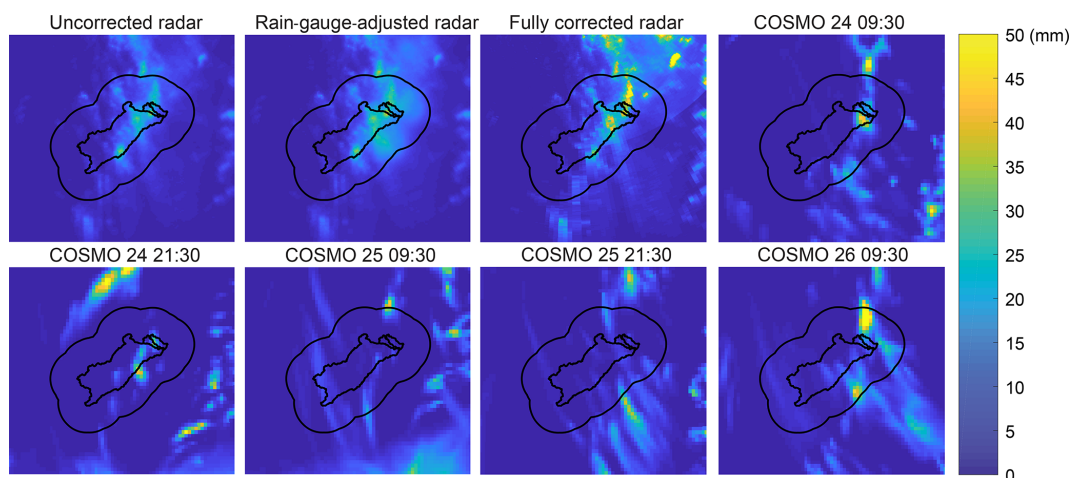 Uncorrected radar
Rain-gauge-adjusted radar
Fully corrected radar
COSMO 24 09:30
50 (mm)
45
40
35
30
25
20
15
10
5
0
COSMO 24 21:30
COSMO 25 09:30
COSMO 25 21:30
COSMO 26 09:30